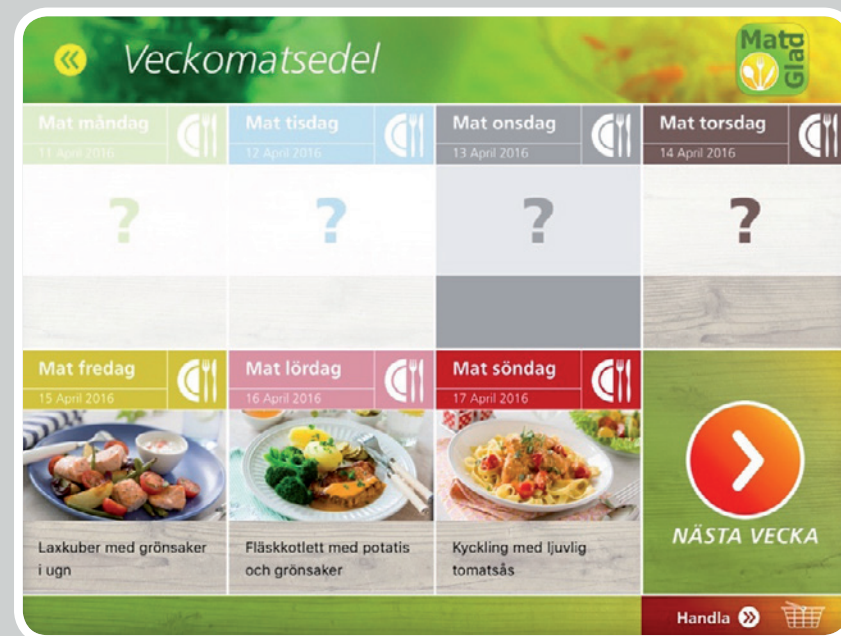 Veckomatsedel
Mat
Glad
Mat måndag
11 April 2016
?
Mat tisdag
12 April 2016
?
Mat onsdag
13 April 2016
?
Mat torsdag
14 April 2016
?
Mat fredag
15 April 2016
Laxkuber med grönsaker
i ugn
Mat lördag
16 April 2016
Fläskkotlett med potatis
och grönsaker
Mat söndag
17 April 2016
Kyckling med ljuvlig
tomatsås
NÄSTA VECKA
Handla